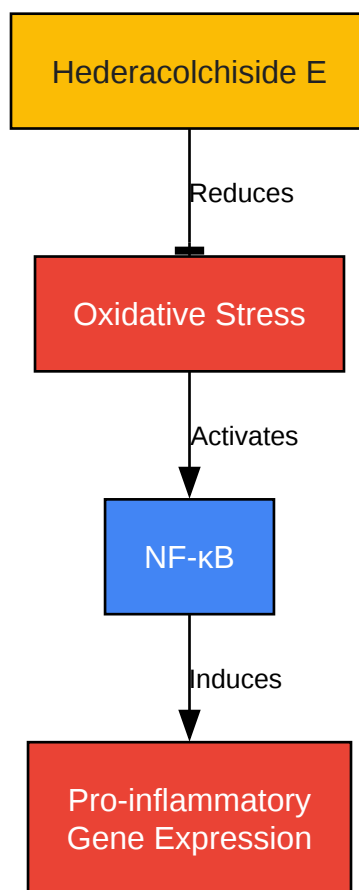 Hederacolchiside E
Reduces
Oxidative Stress
Activates
NF-κB
Induces
Pro-inflammatory
Gene Expression